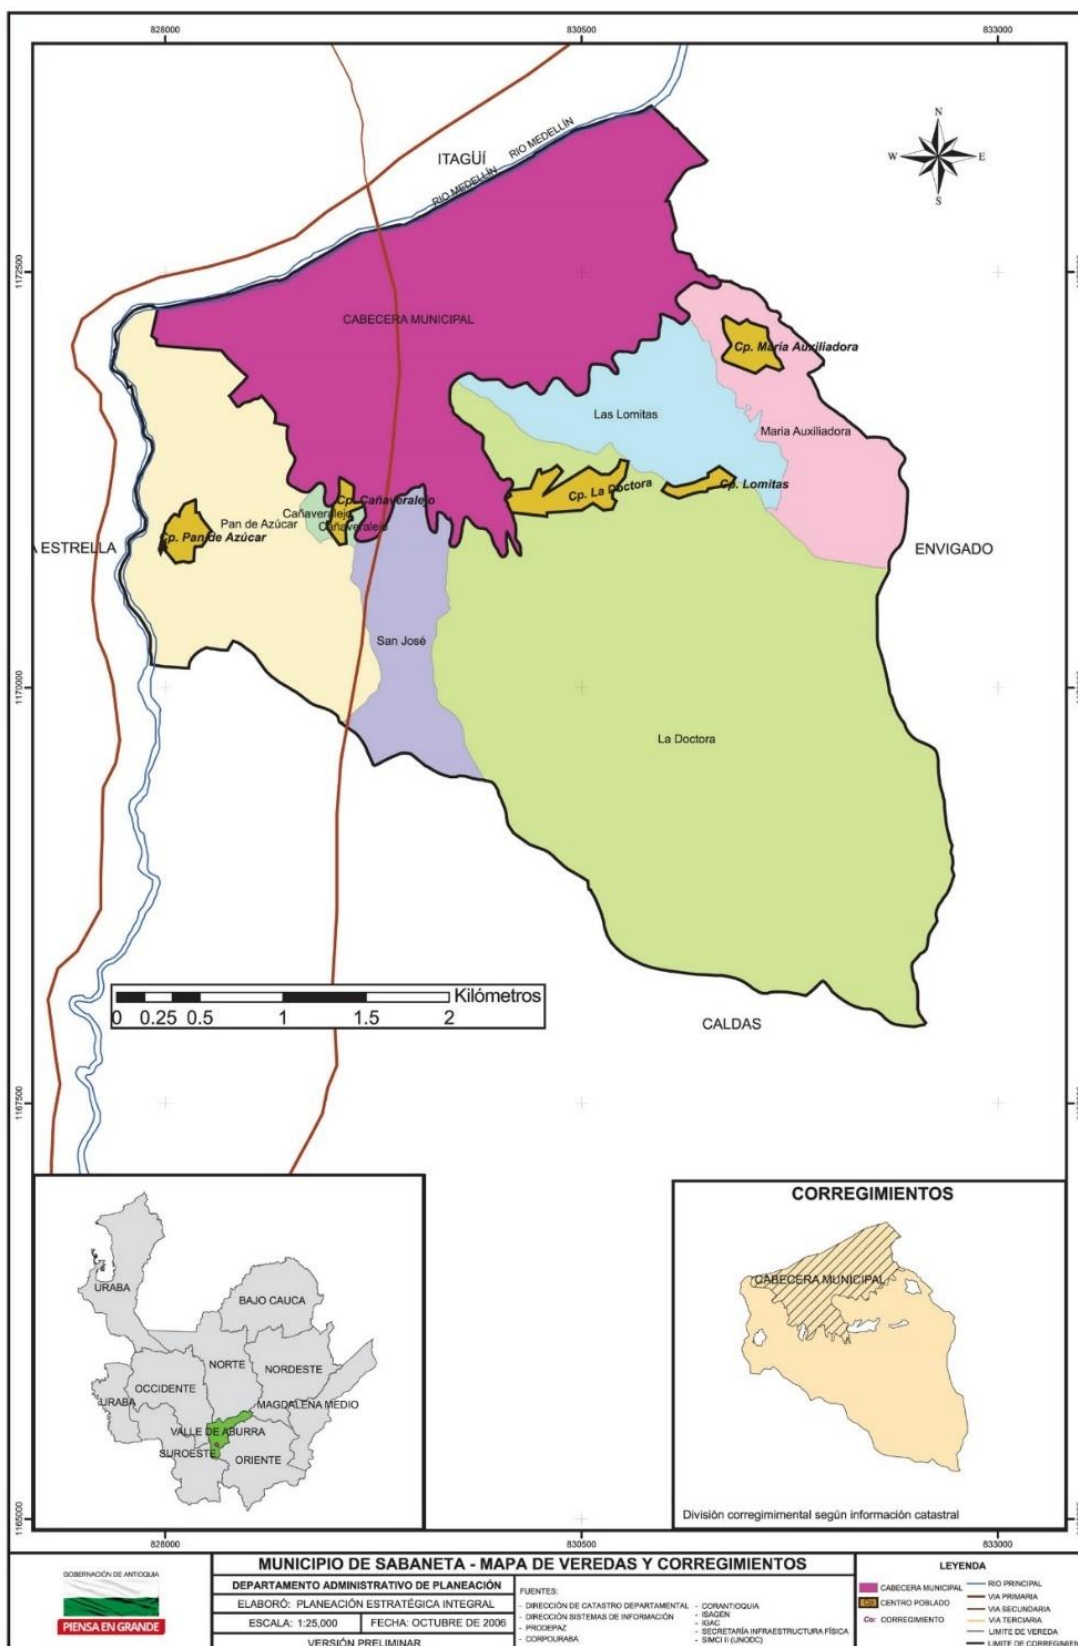 828000
830500
833000
ITAGÜÍ
RIO MEDELLÍN
RIO MEDELLÍN
N
W
E
S
1172500
CABECERA MUNICIPAL
Cp. Maria Auxiliadora
Las Lomitas
Maria Auxiliadora
Cp. Lomitas
Cp. La Doctora
Cp. Cañaveralejo
Cañaveralejo
Cañaveralejo
Pan de Azúcar
Cp. Pan de Azúcar
A ESTRELLA
ENVIGADO
San José
1170000
La Doctora
Kilómetros
0 0.25 0.5 1 1.5 2
CALDAS
1167500
URABA
BAJO CAUCA
NORTE
NORDESTE
OCCIDENTE
URABA
MAGDALENA MEDIO
VALLE DE ABURRA
SUROESTE
ORIENTE
CORREGIMIENTOS
CABECERA MUNICIPAL
División corregimimental según información catastral
1165000
828000
830500
833000
GOBERNACIÓN DE ANTIOQUIA
PIENSA EN GRANDE
MUNICIPIO DE SABANETA - MAPA DE VEREDAS Y CORREGIMIENTOS
DEPARTAMENTO ADMINISTRATIVO DE PLANEACIÓN
ELABORÓ: PLANEACIÓN ESTRATÉGICA INTEGRAL
ESCALA: 1:25,000
FECHA: OCTUBRE DE 2006
VERSIÓN PRELIMINAR
FUENTES:
- DIRECCIÓN DE CATASTRO DEPARTAMENTAL
- DIRECCIÓN SISTEMAS DE INFORMACIÓN
- PRODEPAZ
- CORPOURABA
- CORANTIOQUIA
- ISAGEN
- IGAC
- SECRETARÍA INFRAESTRUCTURA FÍSICA
- SIMCI II (UNODC)
LEYENDA
CABECERA MUNICIPAL
CENTRO POBLADO
Co: CORREGIMIENTO
RIO PRINCIPAL
VIA PRIMARIA
VIA SECUNDARIA
VIA TERCIARIA
LIMITE DE VEREDA
LIMITE DE CORREGIM